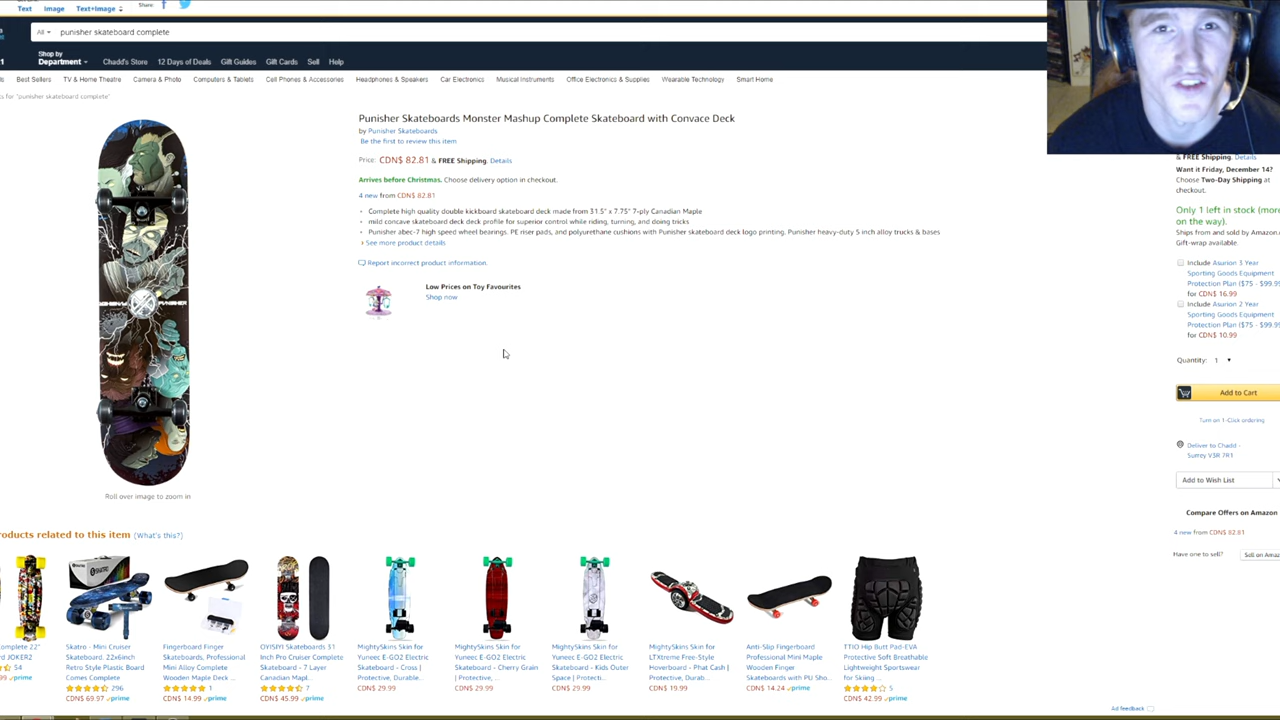 Text Image Text+Image
Share:
All punisher skateboard complete
Shop by
Department Chadd's Store 12 Days of Deals Gift Guides Gift Cards Sell Help
Best Sellers TV & Home Theatre Camera & Photo Computers & Tablets Cell Phones & Accessories Headphones & Speakers Car Electronics Musical Instruments Office Electronics & Supplies Wearable Technology Smart Home
for "punisher skateboard complete"
Punisher Skateboards Monster Mashup Complete Skateboard with Convace Deck
by Punisher Skateboards
Be the first to review this item
Price: CDN$ 82.81 & FREE Shipping. Details
Arrives before Christmas. Choose delivery option in checkout.
4 new from CDN$ 82.81
• Complete high quality double kickboard skateboard deck made from 31.5" x 7.75" 7-ply Canadian Maple
• mild concave skateboard deck deck profile for superior control while riding, turning, and doing tricks
• Punisher abec-7 high speed wheel bearings. PE riser pads, and polyurethane cushions with Punisher skateboard deck logo printing. Punisher heavy-duty 5 inch alloy trucks & bases
› See more product details
Report incorrect product information.
Low Prices on Toy Favourites
Shop now
PUNISHER
Roll over image to zoom in
& FREE Shipping. Details
Want it Friday, December 14?
Choose Two-Day Shipping at
checkout.
Only 1 left in stock (more
on the way).
Ships from and sold by Amazon.
Gift-wrap available.
Include Asurion 3 Year
Sporting Goods Equipment
Protection Plan ($75 - $99.99
for CDN$ 16.99
Include Asurion 2 Year
Sporting Goods Equipment
Protection Plan ($75 - $99.99
for CDN$ 10.99
Quantity: 1
Add to Cart
Turn on 1-Click ordering
Deliver to Chadd -
Surrey V3R 7R1
Add to Wish List
Compare Offers on Amazon
4 new from CDN$ 82.81
Have one to sell? Sell on Amaz
roducts related to this item (What's this?)
omplete 22"
rd JOKER2
54
99 prime
Skatro - Mini Cruiser
Skateboard. 22x6inch
Retro Style Plastic Board
Comes Complete
296
CDN$ 69.97 prime
Fingerboard Finger
Skateboards, Professional
Mini Alloy Complete
Wooden Maple Deck ...
1
CDN$ 14.99 prime
OYISIYI Skateboards 31
Inch Pro Cruiser Complete
Skateboard - 7 Layer
Canadian Mapl...
7
CDN$ 45.99 prime
MightySkins Skin for
Yuneec E-GO2 Electric
Skateboard - Cross |
Protective, Durable...
CDN$ 29.99
MightySkins Skin for
Yuneec E-GO2 Electric
Skateboard - Cherry Grain
| Protective, Dur...
CDN$ 29.99
MightySkins Skin for
Yuneec E-GO2 Electric
Skateboard - Kids Outer
Space | Protecti...
CDN$ 29.99
MightySkins Skin for
LTXtreme Free-Style
Hoverboard - Phat Cash |
Protective, Durab...
CDN$ 19.99
Anti-Slip Fingerboard
Professional Mini Maple
Wooden Finger
Skateboards with PU Sho...
CDN$ 14.24 prime
TTIO Hip Butt Pad-EVA
Protective Soft Breathable
Lightweight Sportswear
for Skiing ...
5
CDN$ 42.99 prime
Ad feedback